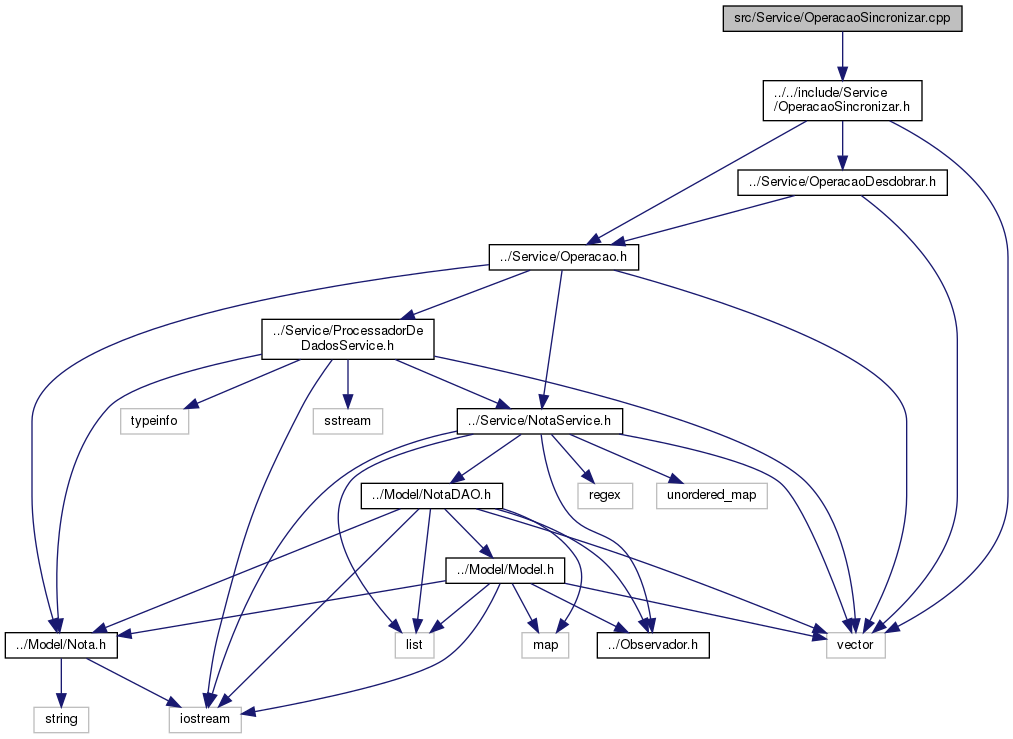 src/Service/OperacaoSincronizar.cpp
../../include/Service
/OperacaoSincronizar.h
../Service/OperacaoDesdobrar.h
../Service/Operacao.h
../Service/ProcessadorDe
DadosService.h
typeinfo
sstream
../Service/NotaService.h
../Model/NotaDAO.h
regex
unordered_map
../Model/Model.h
../Model/Nota.h
list
map
../Observador.h
vector
string
iostream